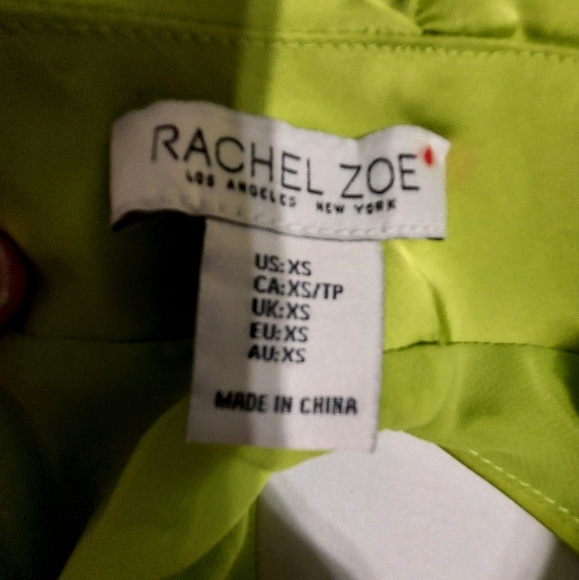 RACHEL ZOE
LOS ANGELES NEW YORK
US:XS
CA:XS/TP
UK:XS
EU:XS
AU:XS
MADE IN CHINA